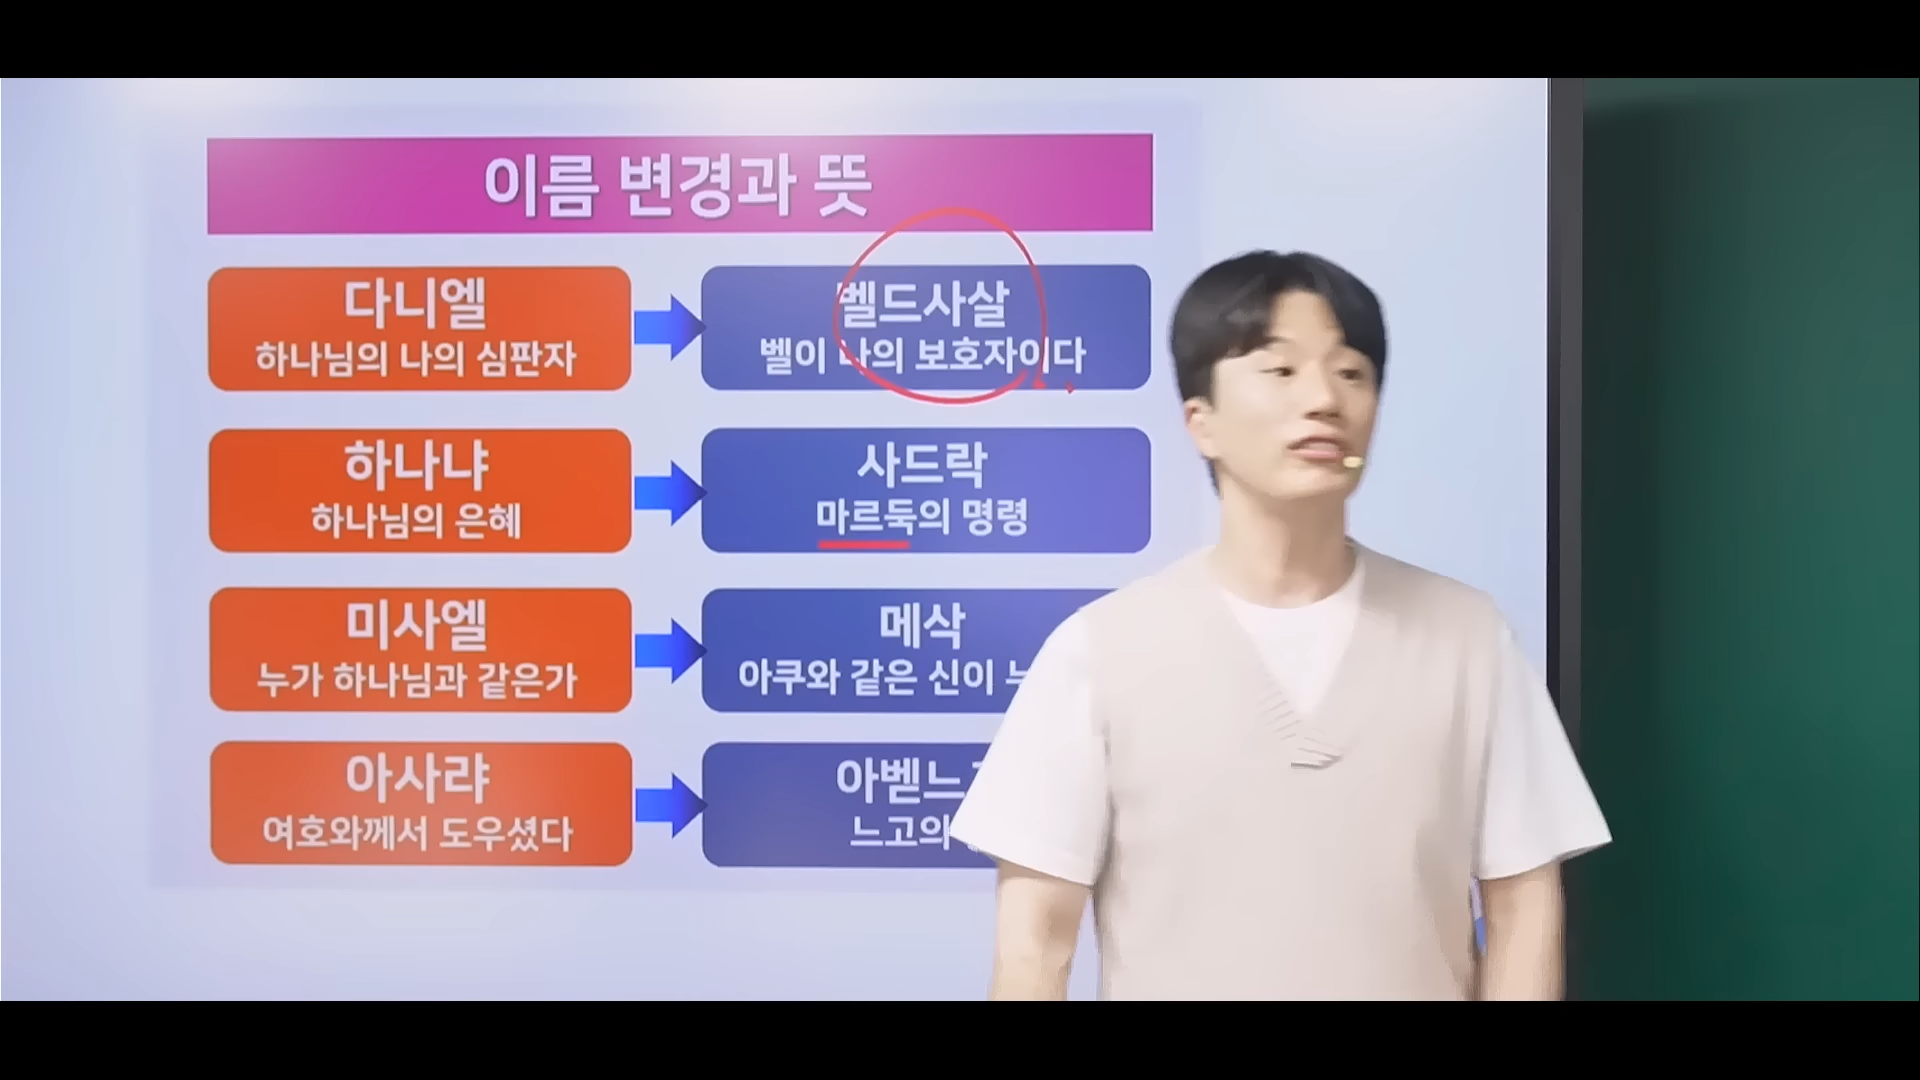 이름 변경과 뜻
다니엘
하나님의 나의 심판자
벨드사살
벨이 나의 보호자이다
하나냐
하나님의 은혜
사드락
마르둑의 명령
미사엘
누가 하나님과 같은가
메삭
아쿠와 같은 신이
아사랴
여호와께서 도우셨다
아벧느
느고의